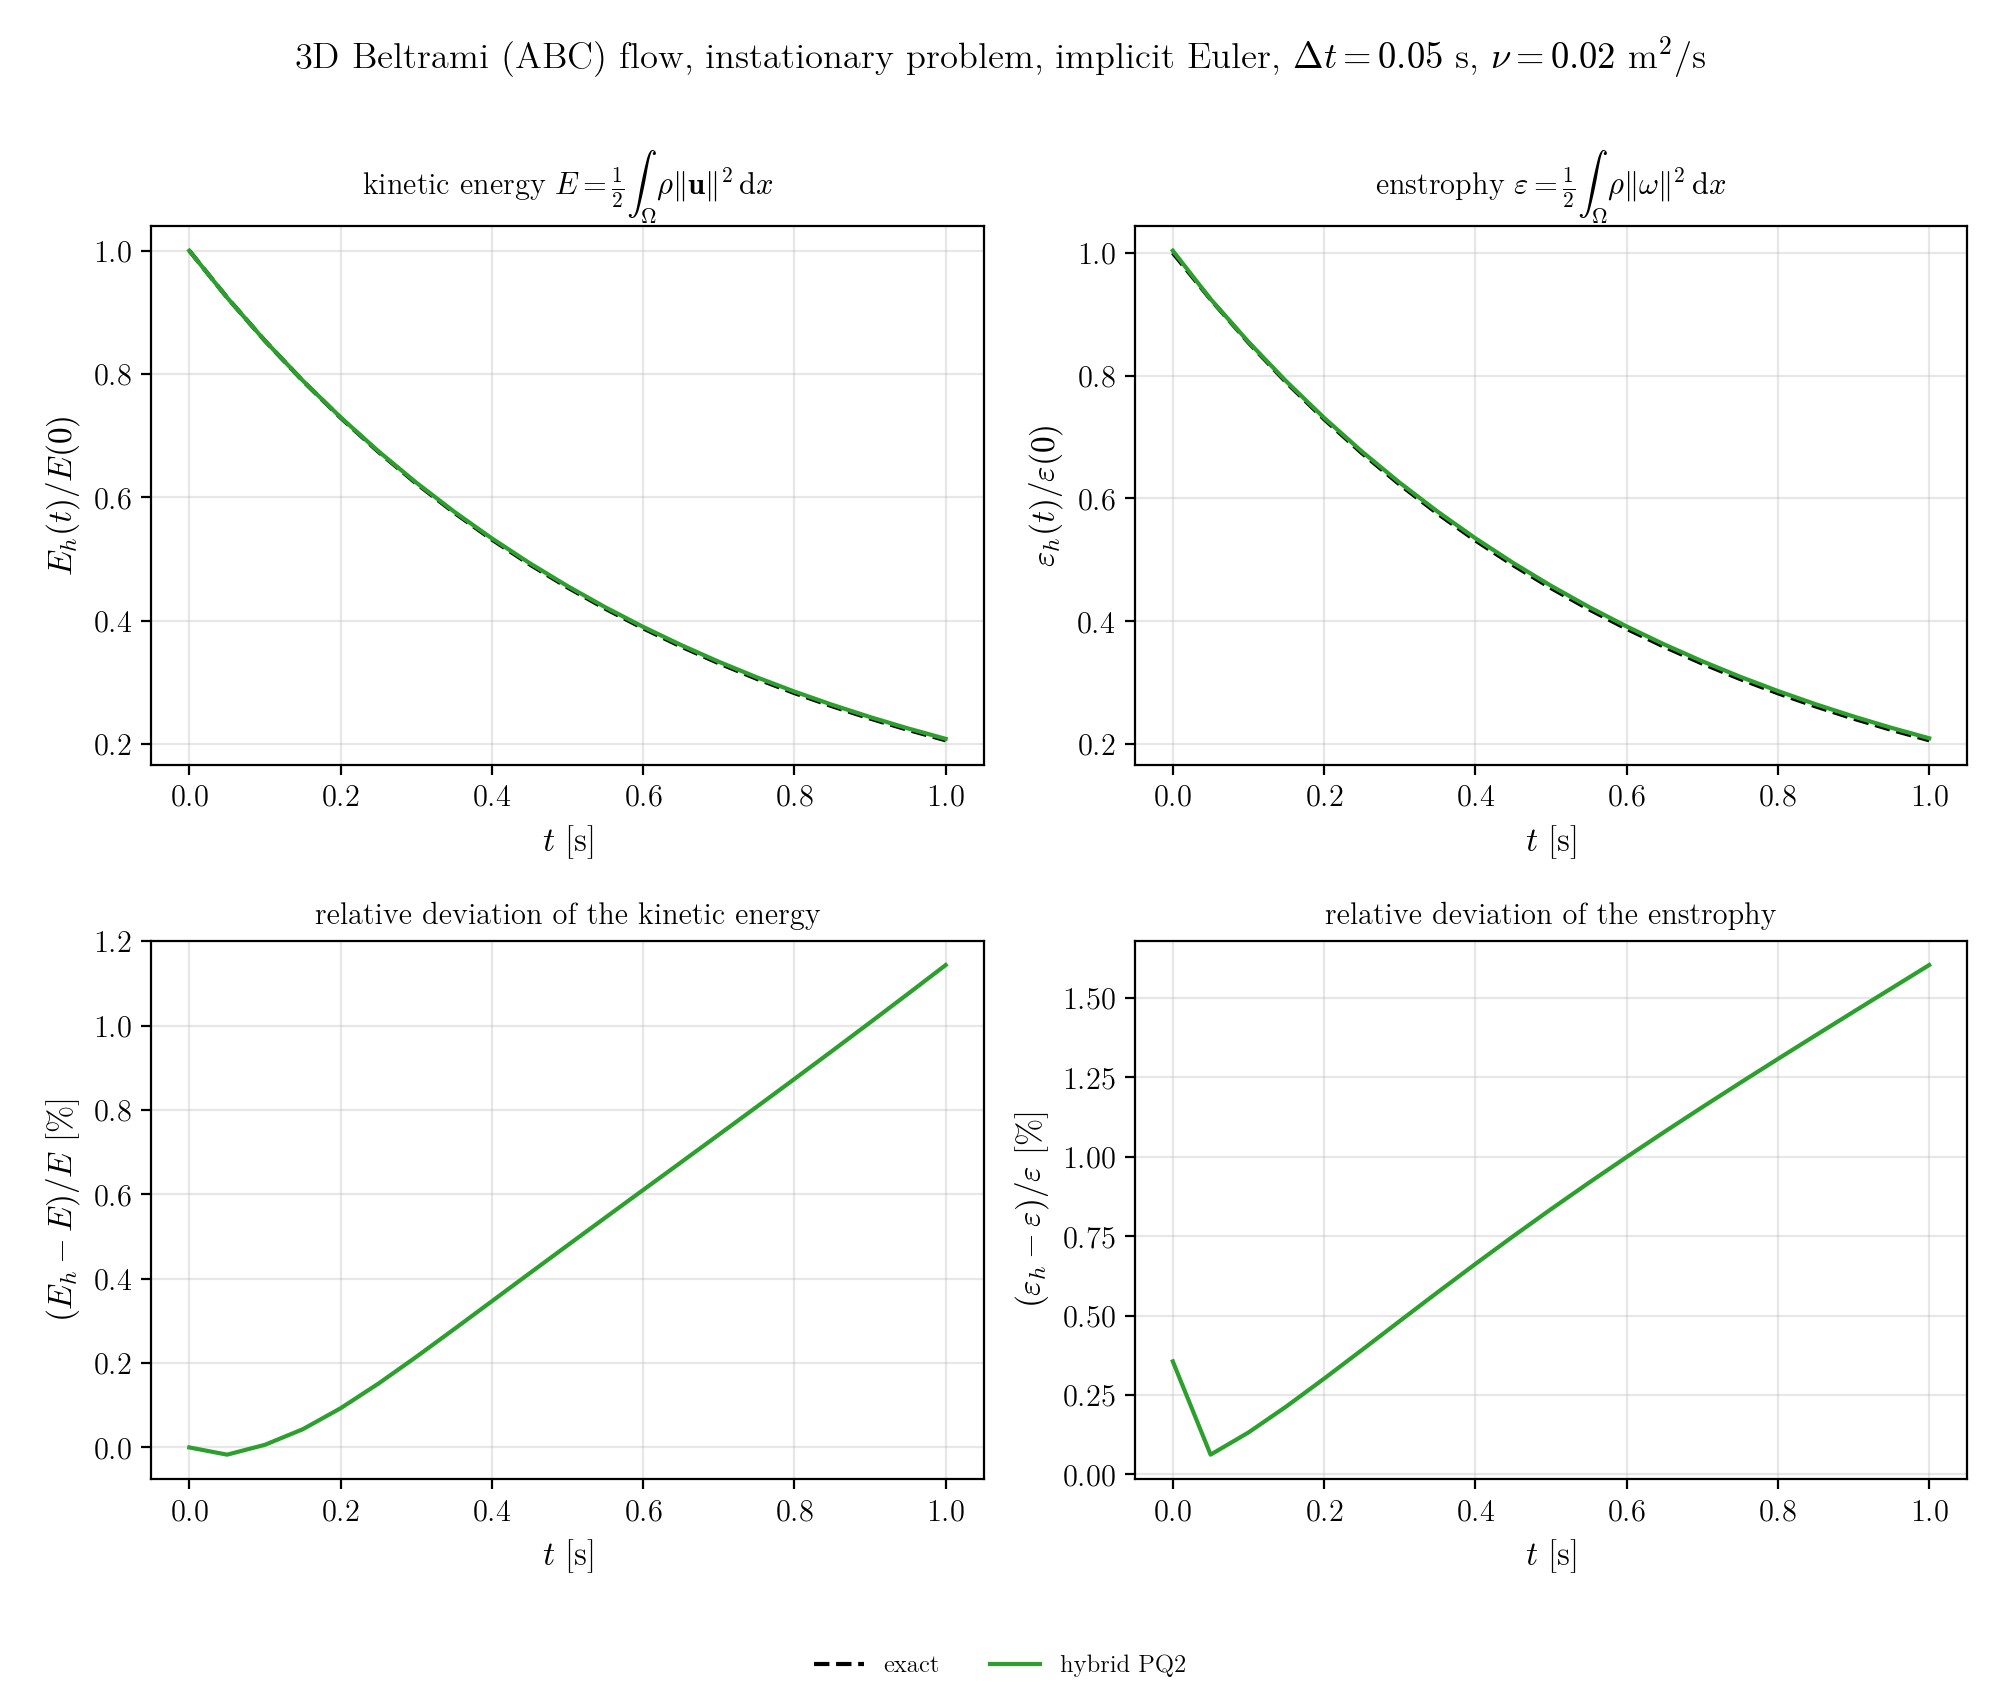 3D Beltrami (ABC) flow, instationary problem, implicit Euler, Δt = 0.05 s, ν = 0.02 m²/s
kinetic energy E = ½ ∫_Ω ρ‖u‖² dx
1.0
0.8
0.6
0.4
0.2
E_h(t)/E(0)
0.0 0.2 0.4 0.6 0.8 1.0
t [s]
enstrophy ε = ½ ∫_Ω ρ‖ω‖² dx
1.0
0.8
0.6
0.4
0.2
ε_h(t)/ε(0)
0.0 0.2 0.4 0.6 0.8 1.0
t [s]
relative deviation of the kinetic energy
1.2
1.0
0.8
0.6
0.4
0.2
0.0
(E_h − E)/E [%]
0.0 0.2 0.4 0.6 0.8 1.0
t [s]
relative deviation of the enstrophy
1.50
1.25
1.00
0.75
0.50
0.25
0.00
(ε_h − ε)/ε [%]
0.0 0.2 0.4 0.6 0.8 1.0
t [s]
exact hybrid PQ2